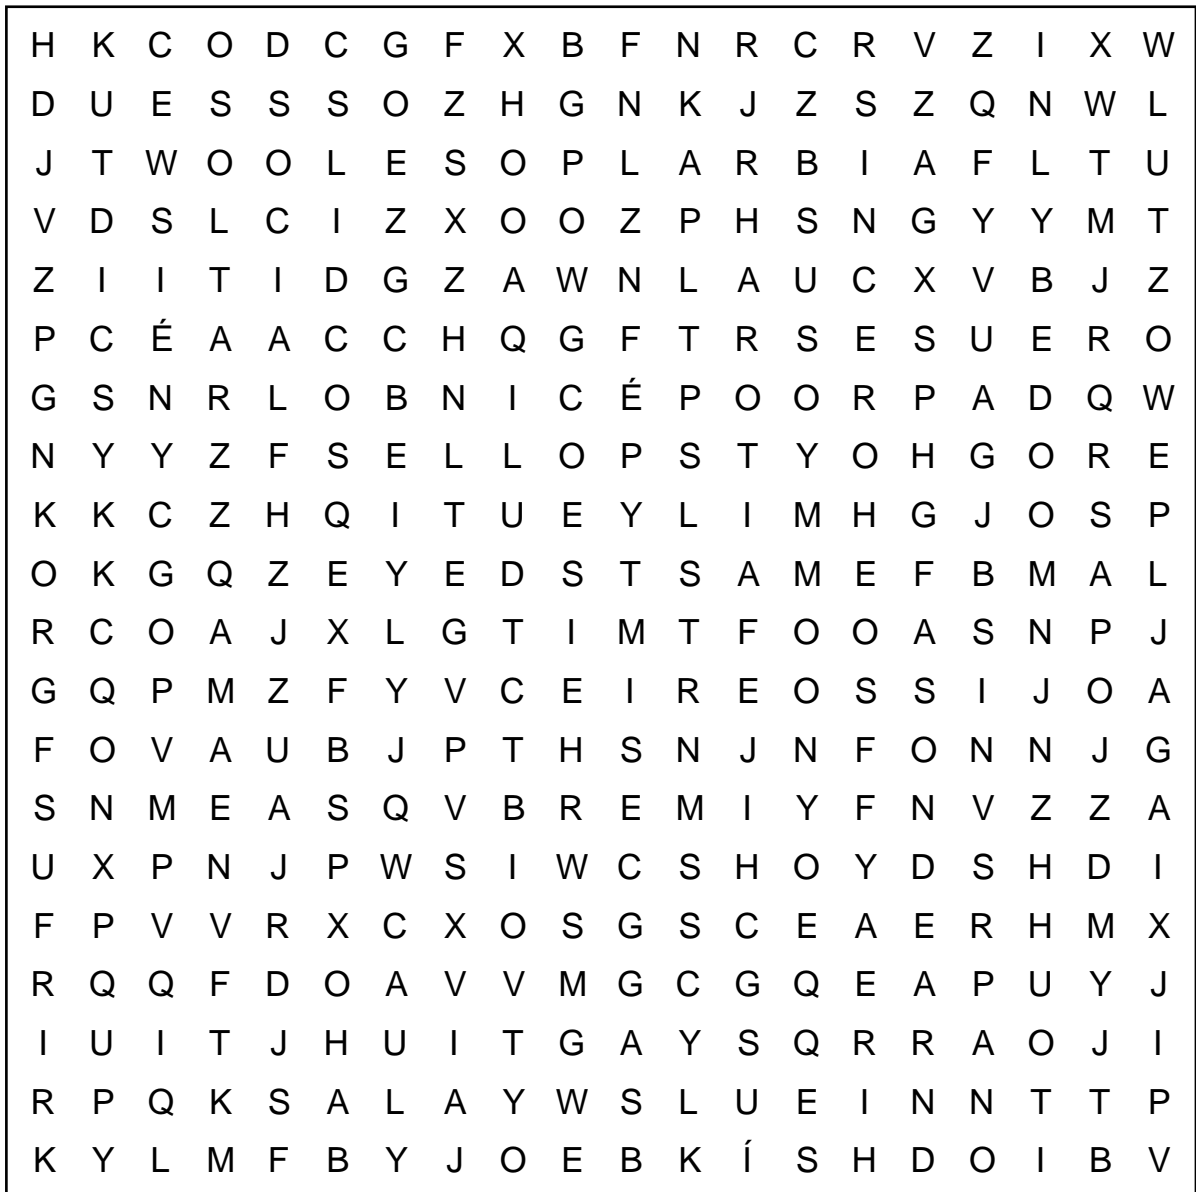 H K C O D C G F X B F N R C R V Z I X W
D U E S S S O Z H G N K J Z S Z Q N W L
J T W O O L E S O P L A R B I A F L T U
V D S L C I Z X O O Z P H S N G Y Y M T
Z I I T I D G Z A W N L A U C X V B J Z
P C É A A C C H Q G F T R S E S U E R O
G S N R L O B N I C É P O O R P A D Q W
N Y Y Z F S E L L O P S T Y O H G O R E
K K C Z H Q I T U E Y L I M H G J O S P
O K G Q Z E Y E D S T S A M E F B M A L
R C O A J X L G T I M T F O O A S N P J
G Q P M Z F Y V C E I R E O S S I J O A
F O V A U B J P T H S N J N F O N N J G
S N M E A S Q V B R E M I Y F N V Z Z A
U X P N J P W S I W C S H O Y D S H D I
F P V V R X C X O S G S C E A E R H M X
R Q Q F D O A V V M G C G Q E A P U Y J
I U I T J H U I T G A Y S Q R R A O J I
R P Q K S A L A Y W S L U E I N N T T P
K Y L M F B Y J O E B K Í S H D O I B V